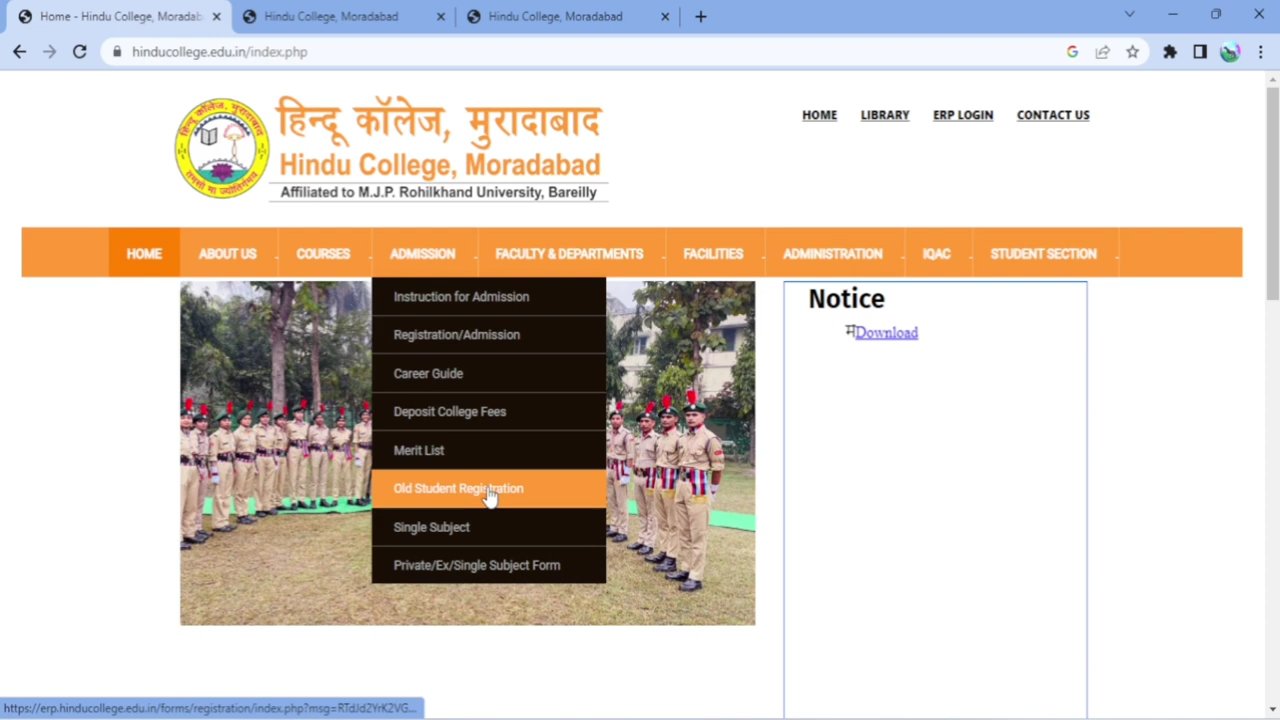 Home - Hindu College, Moradab
Hindu College, Moradabad
Hindu College, Moradabad
hinducollege.edu.in/index.php
हिन्दू कॉलेज, मुरादाबाद
Hindu College, Moradabad
Affiliated to M.J.P. Rohilkhand University, Bareilly
हिन्दू कॉलेज, मुरादाबाद
तमसो मा ज्योतिर्गमय
HOME LIBRARY ERP LOGIN CONTACT US
HOME ABOUT US COURSES ADMISSION FACULTY & DEPARTMENTS FACILITIES ADMINISTRATION IQAC STUDENT SECTION
Instruction for Admission
Registration/Admission
Career Guide
Deposit College Fees
Merit List
Old Student Registration
Single Subject
Private/Ex/Single Subject Form
Notice
मDownload
https://erp.hinducollege.edu.in/forms/registration/index.php?msg=RTdJd2YrK2VG...